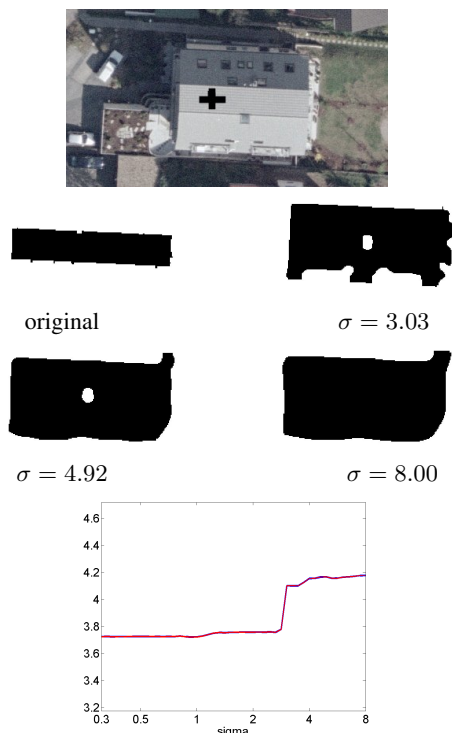 original
σ = 3.03
σ = 4.92
σ = 8.00
4.6
4.4
4.2
4
3.8
3.6
3.4
3.2
0.3 0.5 1 2 4 8
sigma